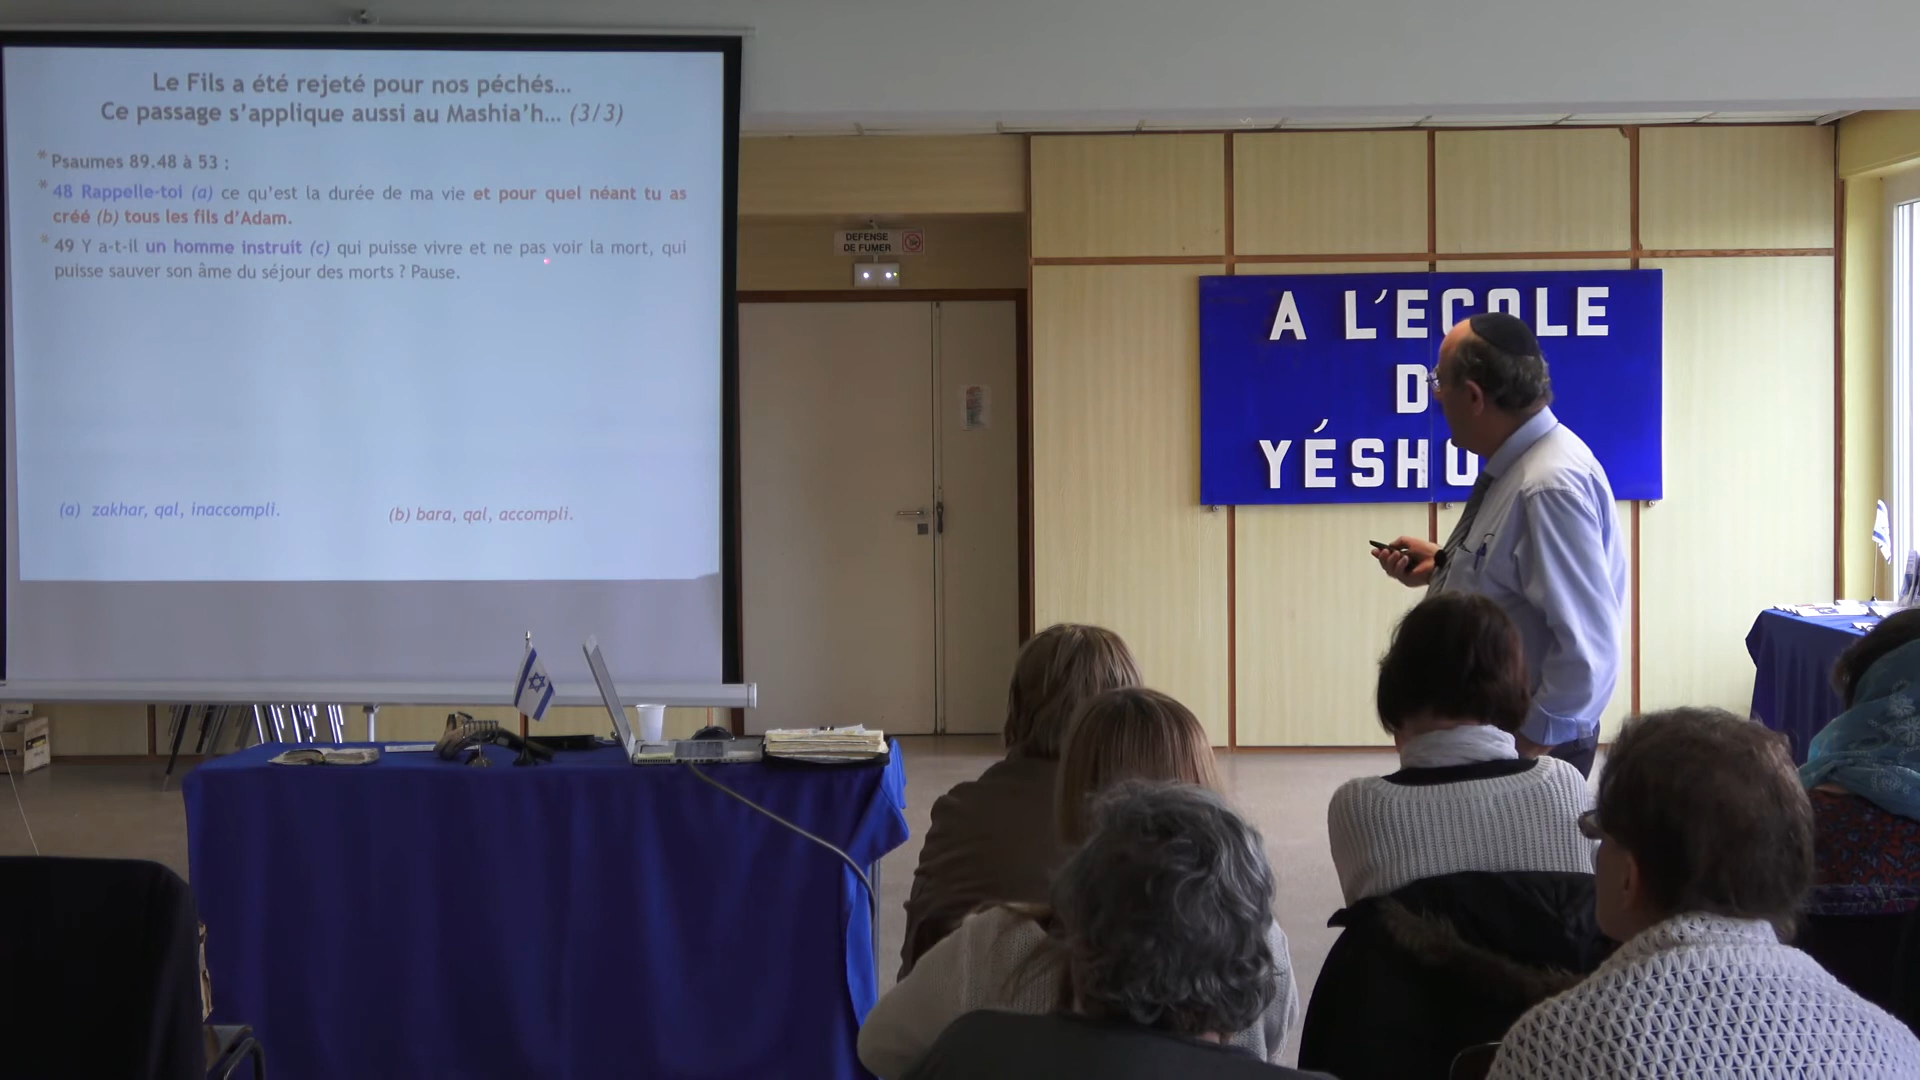 Le Fils a été rejeté pour nos péchés...
Ce passage s'applique aussi au Mashia'h... (3/3)
* Psaumes 89.48 à 53 :
* 48 Rappelle-toi (a) ce qu'est la durée de ma vie et pour quel néant tu as
créé (b) tous les fils d'Adam.
* 49 Y a-t-il un homme instruit (c) qui puisse vivre et ne pas voir la mort, qui
puisse sauver son âme du séjour des morts ? Pause.
(a) zakhar, qal, inaccompli.
(b) bara, qal, accompli.
DEFENSE
DE FUMER
A L'ECOLE
D
YÉSHO